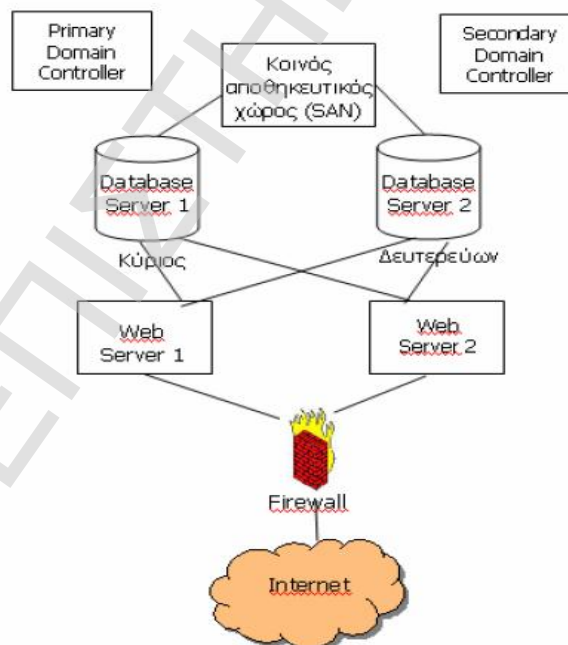 Primary
Domain
Controller
Κοινός
αποθηκευτικός
χώρος (SAN)
Secondary
Domain
Controller
Database
Server 1
Database
Server 2
Κύριος
Δευτερεύων
Web
Server 1
Web
Server 2
Firewall
Internet